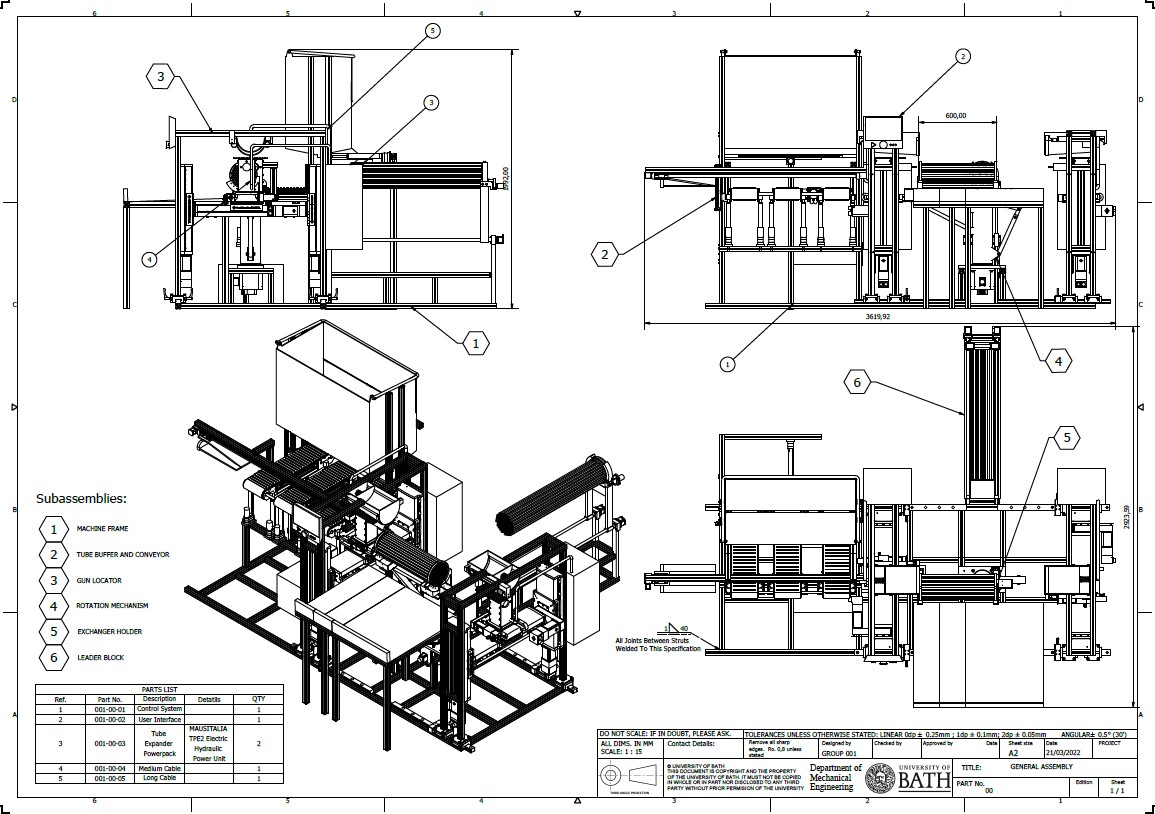 6 5 4 3 2 1
D D
C C
B B
A A
5
3
3
4
1
1992,00
2
600,00
2
3619,92
1
4
6
5
2923,59
1 40
All Joints Between Struts
Welded To This Specification
Subassemblies:
1 MACHINE FRAME
2 TUBE BUFFER AND CONVEYOR
3 GUN LOCATOR
4 ROTATION MECHANISM
5 EXCHANGER HOLDER
6 LEADER BLOCK
PARTS LIST
Ref. Part No. Description Detatils QTY
1 001-00-01 Control System 1
2 001-00-02 User Interface 1
3 001-00-03 Tube Expander Powerpack MAUSITALIA TPE2 Electric Hydraulic Power Unit 2
4 001-00-04 Medium Cable 1
5 001-00-05 Long Cable 1
DO NOT SCALE: IF IN DOUBT, PLEASE ASK. TOLERANCES UNLESS OTHERWISE STATED: LINEAR 0dp ± 0.25mm ; 1dp ± 0.1mm; 2dp ± 0.05mm ANGULAR± 0.5° (30')
ALL DIMS. IN MM
SCALE: 1 : 15
Contact Details:
Remove all sharp
edges. Ro. 0,8 unless
stated
Designed by
GROUP 001
Checked by
Approved by Date
Sheet size
A2
Date
21/03/2022
PROJECT
THIRD ANGLE PROJECTION
© UNIVERSITY OF BATH
THIS DOCUMENT IS COPYRIGHT AND THE PROPERTY
OF THE UNIVERSITY OF BATH. IT MUST NOT BE COPIED
IN WHOLE OR IN PART NOR DISCLOSED TO ANY THIRD
PARTY WITHOUT PRIOR PERMISION OF THE UNIVERSITY
Department of
Mechanical
Engineering
UNIVERSITY OF
BATH
TITLE: GENERAL ASSEMBLY
PART No.
00
Edition
Sheet
1 / 1
6 5 4 3 2 1